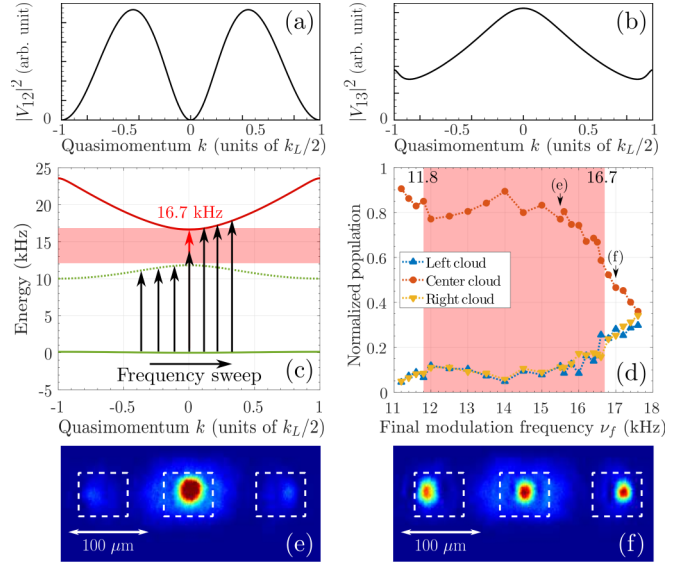 (a)
|V12|² (arb. unit)
0
-1 -0.5 0 0.5 1
Quasimomentum k (units of kL/2)
(b)
|V13|² (arb. unit)
0
-1 -0.5 0 0.5 1
Quasimomentum k (units of kL/2)
Energy (kHz)
25
20
15
10
5
0
-5
16.7 kHz
Frequency sweep
(c)
-1 -0.5 0 0.5 1
Quasimomentum k (units of kL/2)
Normalized population
1
0.8
0.6
0.4
0.2
0
11.8
16.7
(e)
(f)
Left cloud
Center cloud
Right cloud
(d)
11 12 13 14 15 16 17 18
Final modulation frequency νf (kHz)
100 μm
(e)
100 μm
(f)